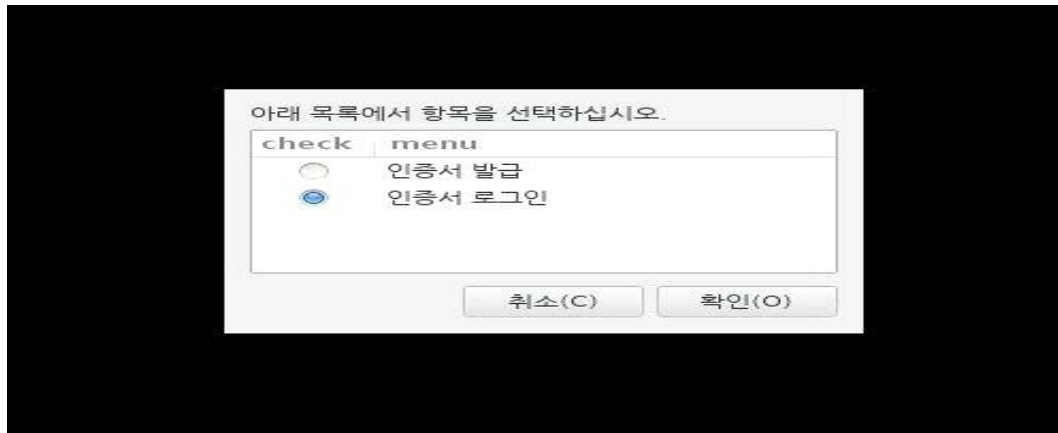 아래 목록에서 항목을 선택하십시오.
check menu
인증서 발급
인증서 로그인
취소(C) 확인(O)